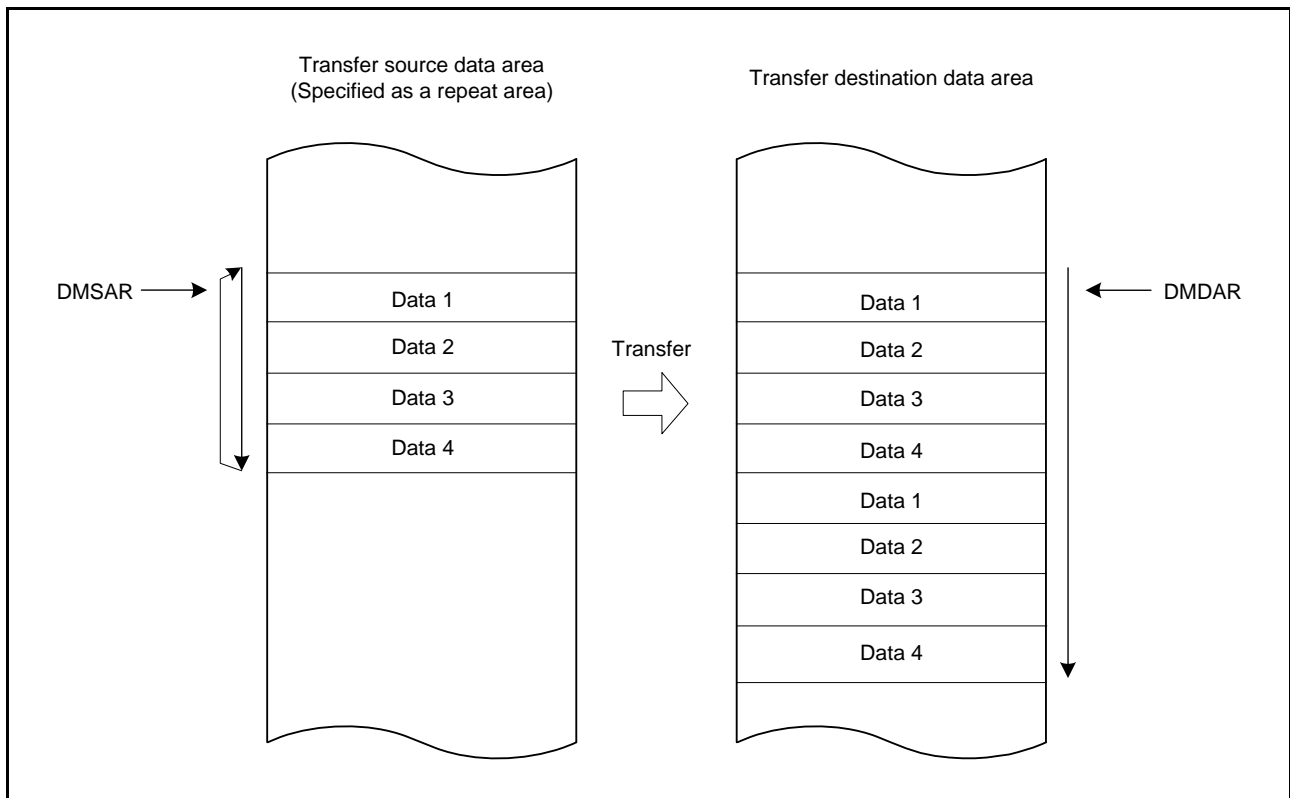 Transfer source data area
(Specified as a repeat area)
Transfer destination data area
DMSAR
Data 1
Data 2
Data 3
Data 4
Transfer
Data 1
Data 2
Data 3
Data 4
Data 1
Data 2
Data 3
Data 4
DMDAR